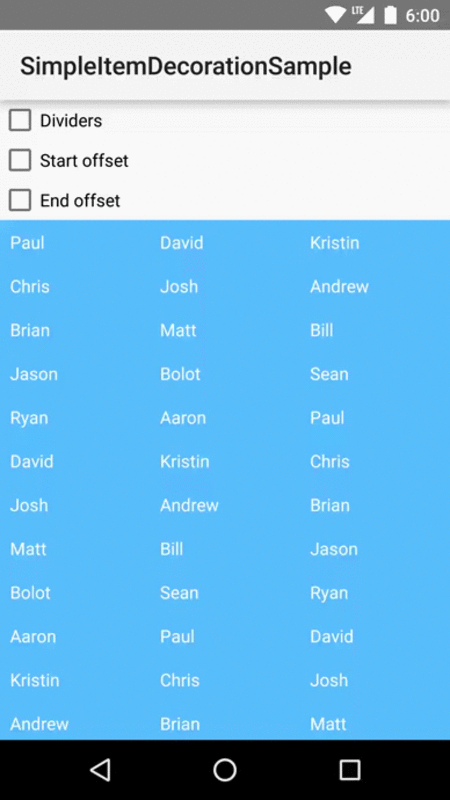 LTE 6:00
SimpleItemDecorationSample
Dividers
Start offset
End offset
Paul David Kristin
Chris Josh Andrew
Brian Matt Bill
Jason Bolot Sean
Ryan Aaron Paul
David Kristin Chris
Josh Andrew Brian
Matt Bill Jason
Bolot Sean Ryan
Aaron Paul David
Kristin Chris Josh
Andrew Brian Matt